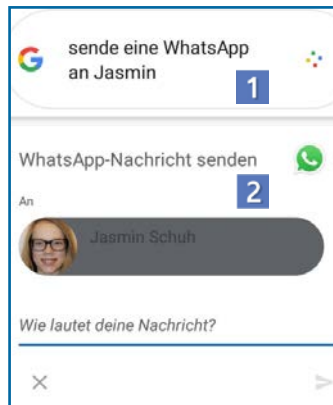 sende eine WhatsApp
an Jasmin
1
WhatsApp-Nachricht senden
2
An
Jasmin Schuh
Wie lautet deine Nachricht?